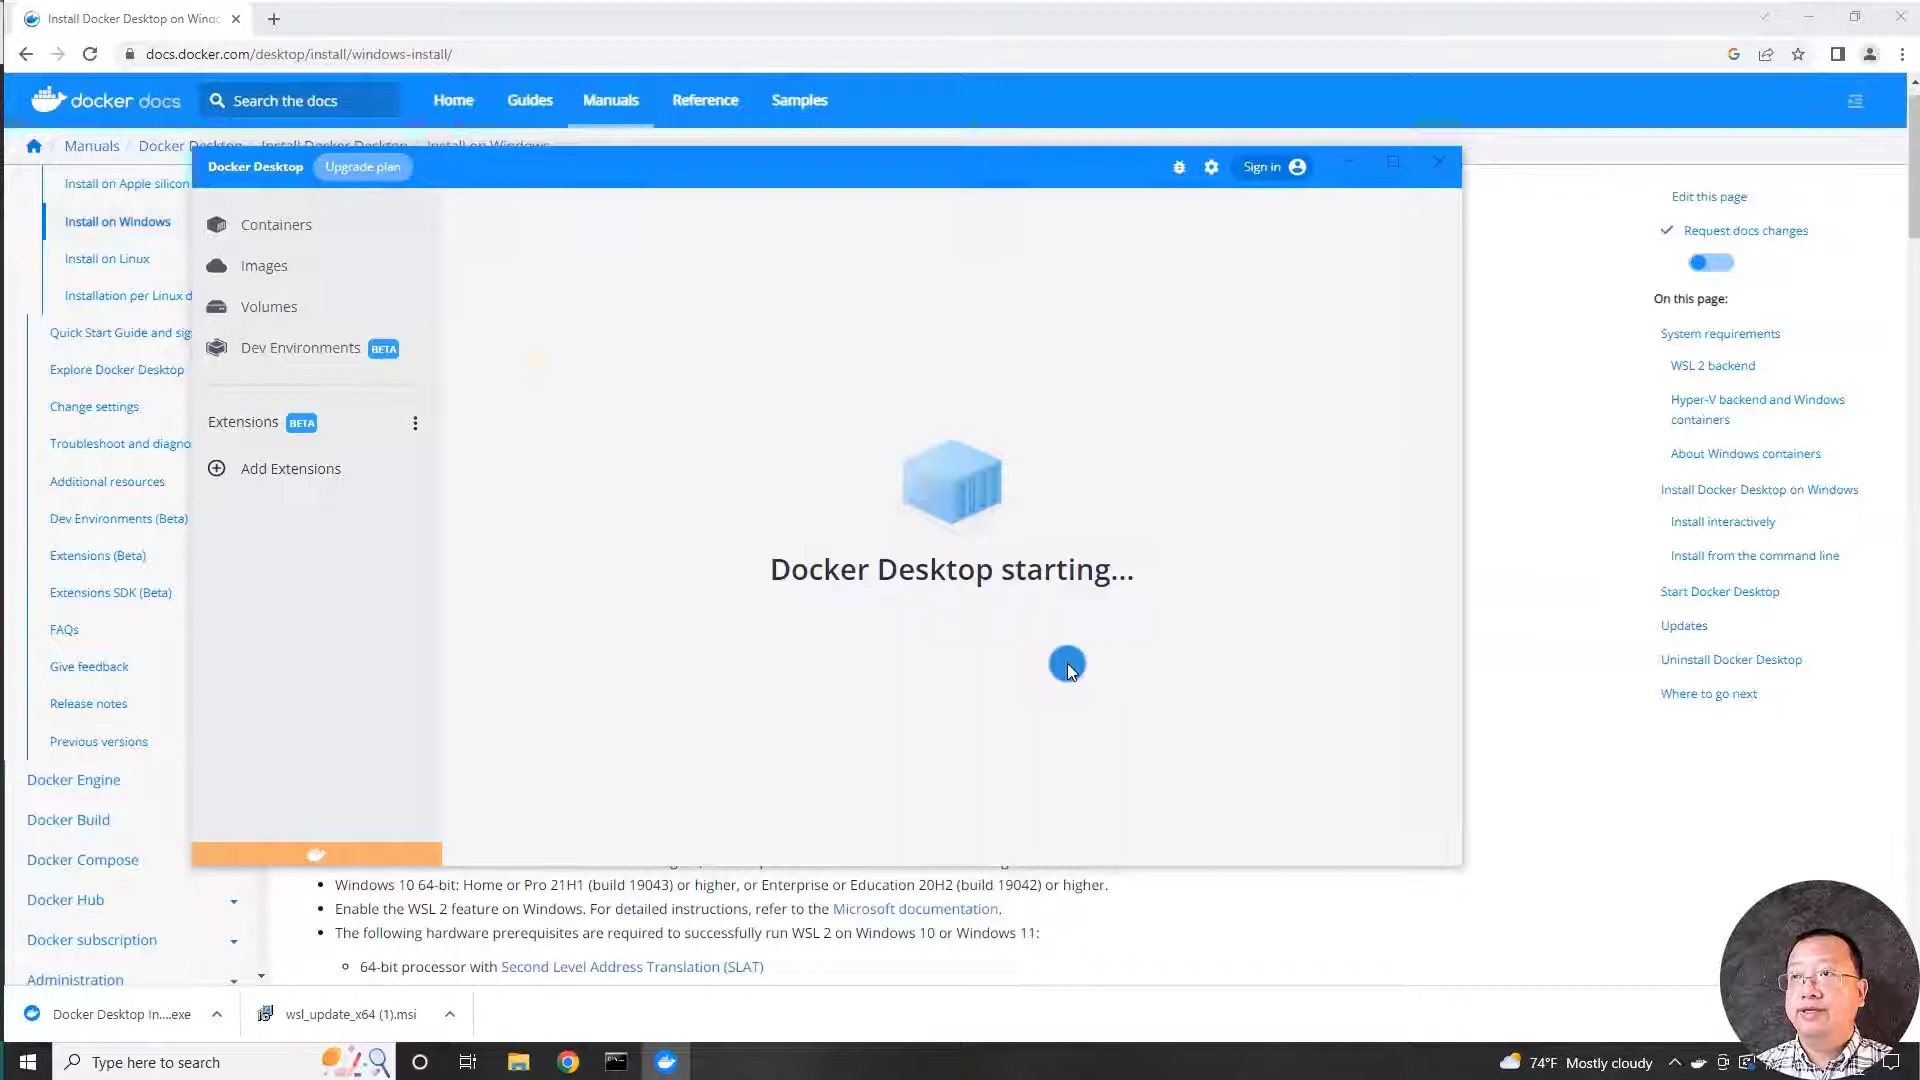 Install Docker Desktop on Windo
docs.docker.com/desktop/install/windows-install/
docker docs
Search the docs
Home
Guides
Manuals
Reference
Samples
Manuals / Docker Desktop / Install Docker Desktop / Install on Windows
Install on Apple silicon
Install on Windows
Install on Linux
Installation per Linux d
Quick Start Guide and sig
Explore Docker Desktop
Change settings
Troubleshoot and diagno
Additional resources
Dev Environments (Beta)
Extensions (Beta)
Extensions SDK (Beta)
FAQs
Give feedback
Release notes
Previous versions
Docker Engine
Docker Build
Docker Compose
Docker Hub
Docker subscription
Administration
Docker Desktop
Upgrade plan
Sign in
Containers
Images
Volumes
Dev Environments BETA
Extensions BETA
Add Extensions
Docker Desktop starting...
Edit this page
Request docs changes
On this page:
System requirements
WSL 2 backend
Hyper-V backend and Windows
containers
About Windows containers
Install Docker Desktop on Windows
Install interactively
Install from the command line
Start Docker Desktop
Updates
Uninstall Docker Desktop
Where to go next
• Windows 10 64-bit: Home or Pro 21H1 (build 19043) or higher, or Enterprise or Education 20H2 (build 19042) or higher.
• Enable the WSL 2 feature on Windows. For detailed instructions, refer to the Microsoft documentation.
• The following hardware prerequisites are required to successfully run WSL 2 on Windows 10 or Windows 11:
64-bit processor with Second Level Address Translation (SLAT)
Docker Desktop In....exe
wsl_update_x64 (1).msi
Type here to search
74°F Mostly cloudy